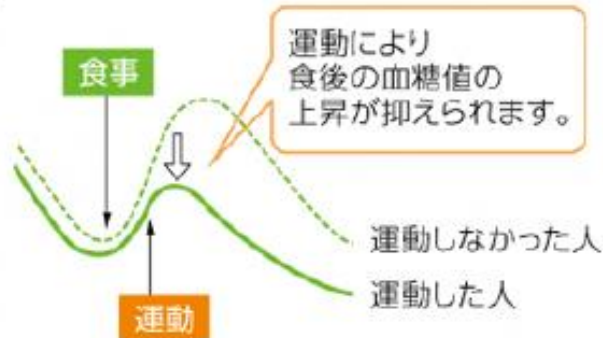 運動により
食後の血糖値の
上昇が抑えられます。
食事
運動しなかった人
運動した人
運動